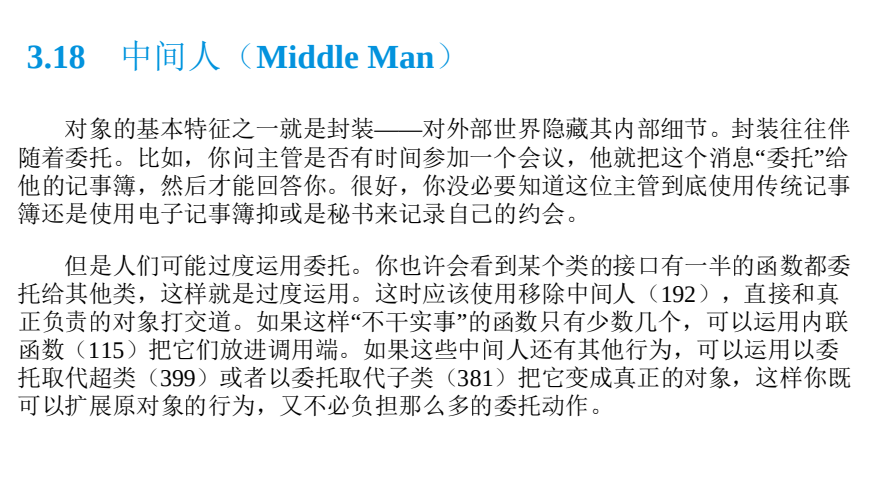 3.18　中间人（Middle Man）
对象的基本特征之一就是封装——对外部世界隐藏其内部细节。封装往往伴
随着委托。比如，你问主管是否有时间参加一个会议，他就把这个消息“委托”给
他的记事簿，然后才能回答你。很好，你没必要知道这位主管到底使用传统记事
簿还是使用电子记事簿抑或是秘书来记录自己的约会。
但是人们可能过度运用委托。你也许会看到某个类的接口有一半的函数都委
托给其他类，这样就是过度运用。这时应该使用移除中间人（192），直接和真
正负责的对象打交道。如果这样“不干实事”的函数只有少数几个，可以运用内联
函数（115）把它们放进调用端。如果这些中间人还有其他行为，可以运用以委
托取代超类（399）或者以委托取代子类（381）把它变成真正的对象，这样你既
可以扩展原对象的行为，又不必负担那么多的委托动作。